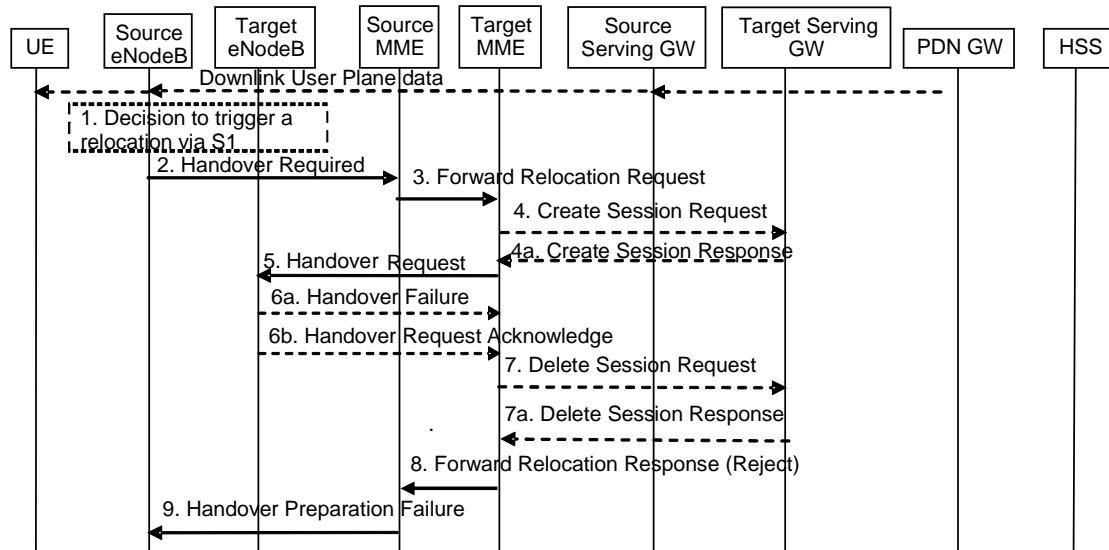 UE
Source
eNodeB
Target
eNodeB
Source
MME
Target
MME
Source
Serving GW
Target Serving
GW
PDN GW
HSS
Downlink User Plane data
1. Decision to trigger a
relocation via S1
2. Handover Required
3. Forward Relocation Request
4. Create Session Request
4a. Create Session Response
5. Handover Request
6a. Handover Failure
6b. Handover Request Acknowledge
7. Delete Session Request
7a. Delete Session Response
.
8. Forward Relocation Response (Reject)
9. Handover Preparation Failure